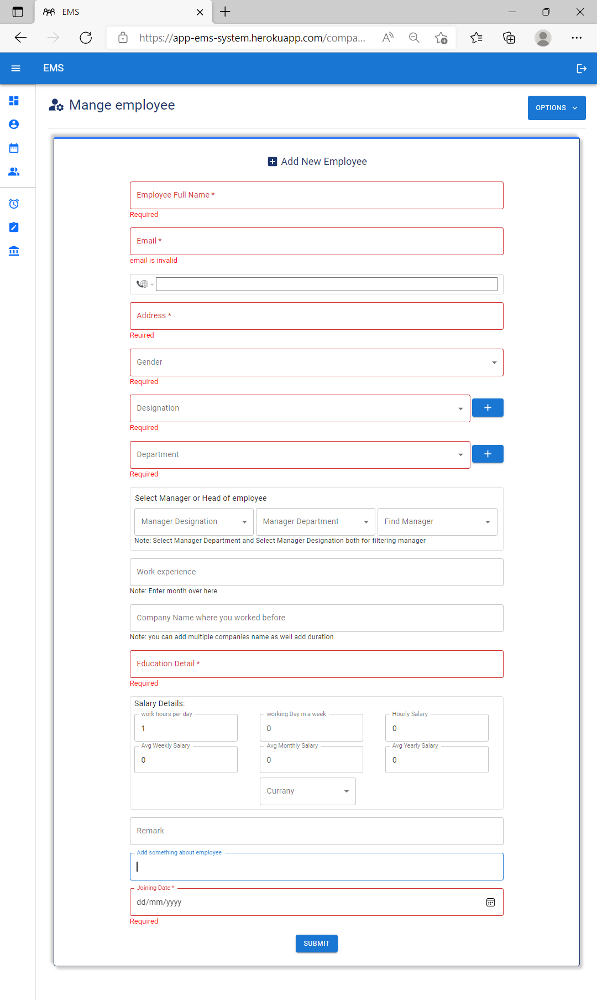 EMS
https://app-ems-system.herokuapp.com/compa...
EMS
Mange employee
OPTIONS
Add New Employee
Employee Full Name *
Required
Email *
email is invalid
Address *
Reuired
Gender
Required
Designation
Required
Department
Required
Select Manager or Head of employee
Manager Designation Manager Department Find Manager
Note: Select Manager Department and Select Manager Designation both for filtering manager
Work experience
Note: Enter month over here
Company Name where you worked before
Note: you can add multiple companies name as well add duration
Education Detail *
Required
Salary Details:
work hours per day working Day in a week Hourly Salary
1 0 0
Avg Weekly Salary Avg Monthly Salary Avg Yearly Salary
0 0 0
Currany
Remark
Add something about employee
Joining Date *
dd/mm/yyyy
Required
SUBMIT